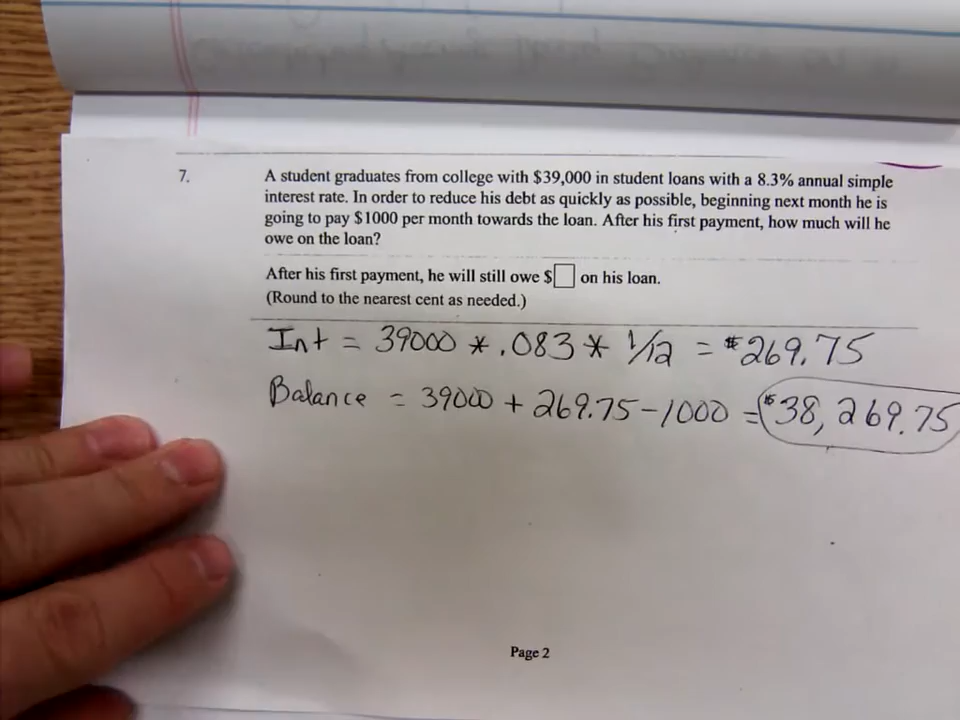 7. A student graduates from college with $39,000 in student loans with a 8.3% annual simple
interest rate. In order to reduce his debt as quickly as possible, beginning next month he is
going to pay $1000 per month towards the loan. After his first payment, how much will he
owe on the loan?
After his first payment, he will still owe $□ on his loan.
(Round to the nearest cent as needed.)
Int = 39000 * .083 * 1/12 = $269.75
Balance = 39000 + 269.75 - 1000 = $38,269.75
Page 2